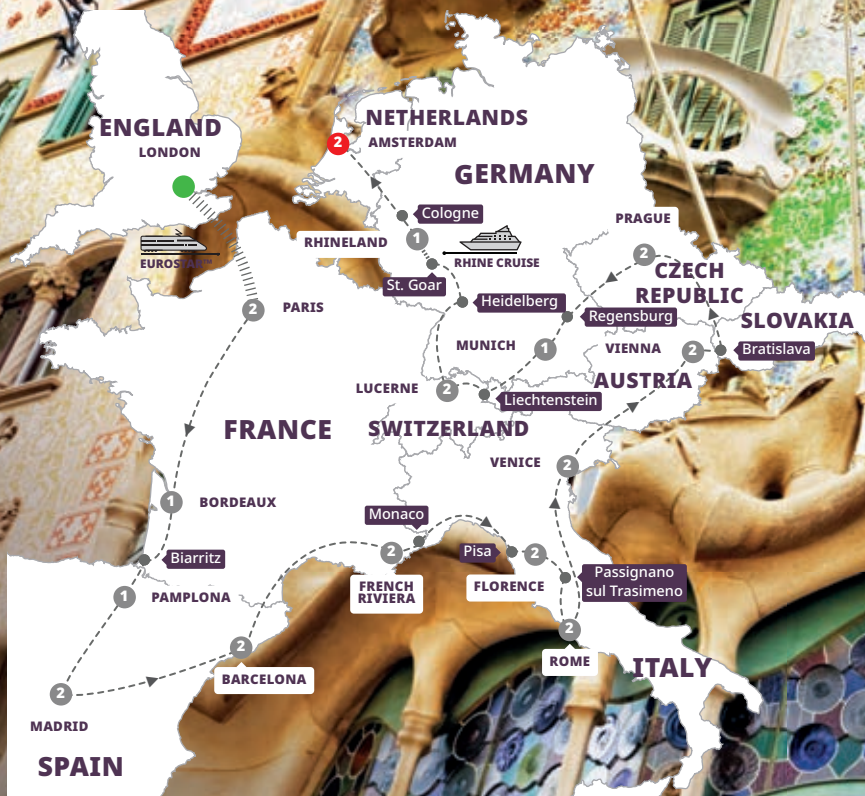 ENGLAND
LONDON
NETHERLANDS
2
AMSTERDAM
GERMANY
Cologne
RHINELAND
1
RHINE CRUISE
EUROSTAR™
St. Goar
PRAGUE
2
CZECH
REPUBLIC
Heidelberg
Regensburg
SLOVAKIA
2
PARIS
MUNICH
1
VIENNA
2
Bratislava
LUCERNE
2
AUSTRIA
Liechtenstein
FRANCE
SWITZERLAND
VENICE
2
1
BORDEAUX
Monaco
Biarritz
2
FRENCH
RIVIERA
Pisa
2
FLORENCE
Passignano
sul Trasimeno
1
PAMPLONA
2
BARCELONA
2
ROME
ITALY
2
MADRID
SPAIN